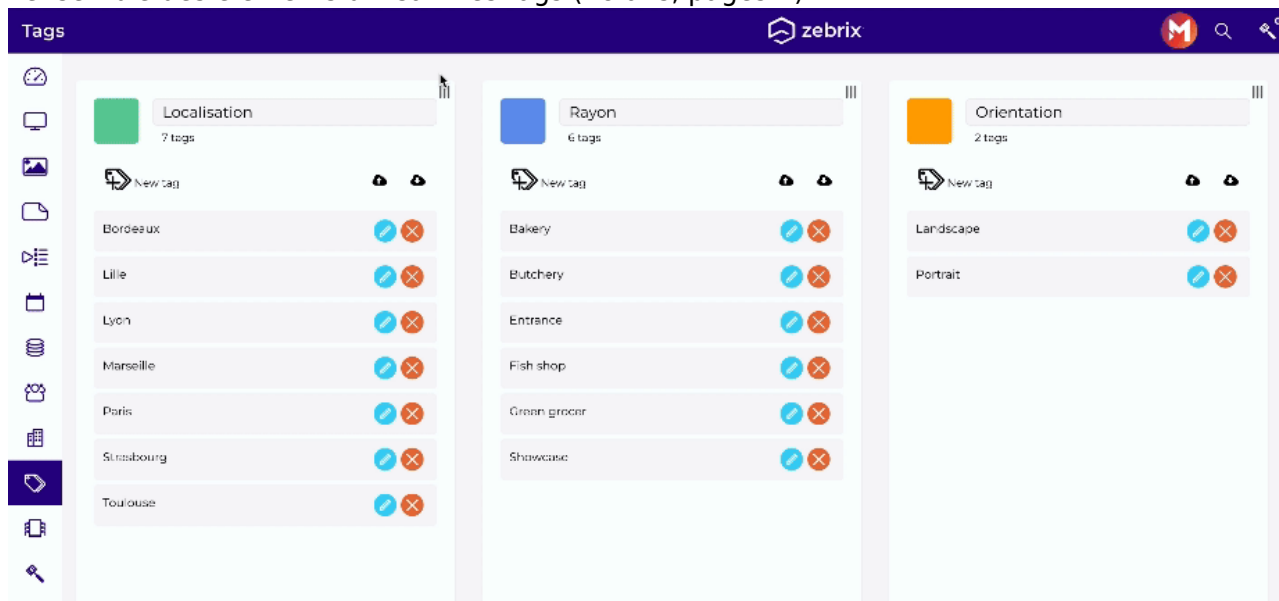 Tags
zebrix
Localisation
7 tags
New tag
Bordeaux
Lille
Lyon
Marseille
Paris
Strasbourg
Toulouse
Rayon
6 tags
New tag
Bakery
Butchery
Entrance
Fish shop
Green grocer
Showcase
Orientation
2 tags
New tag
Landscape
Portrait